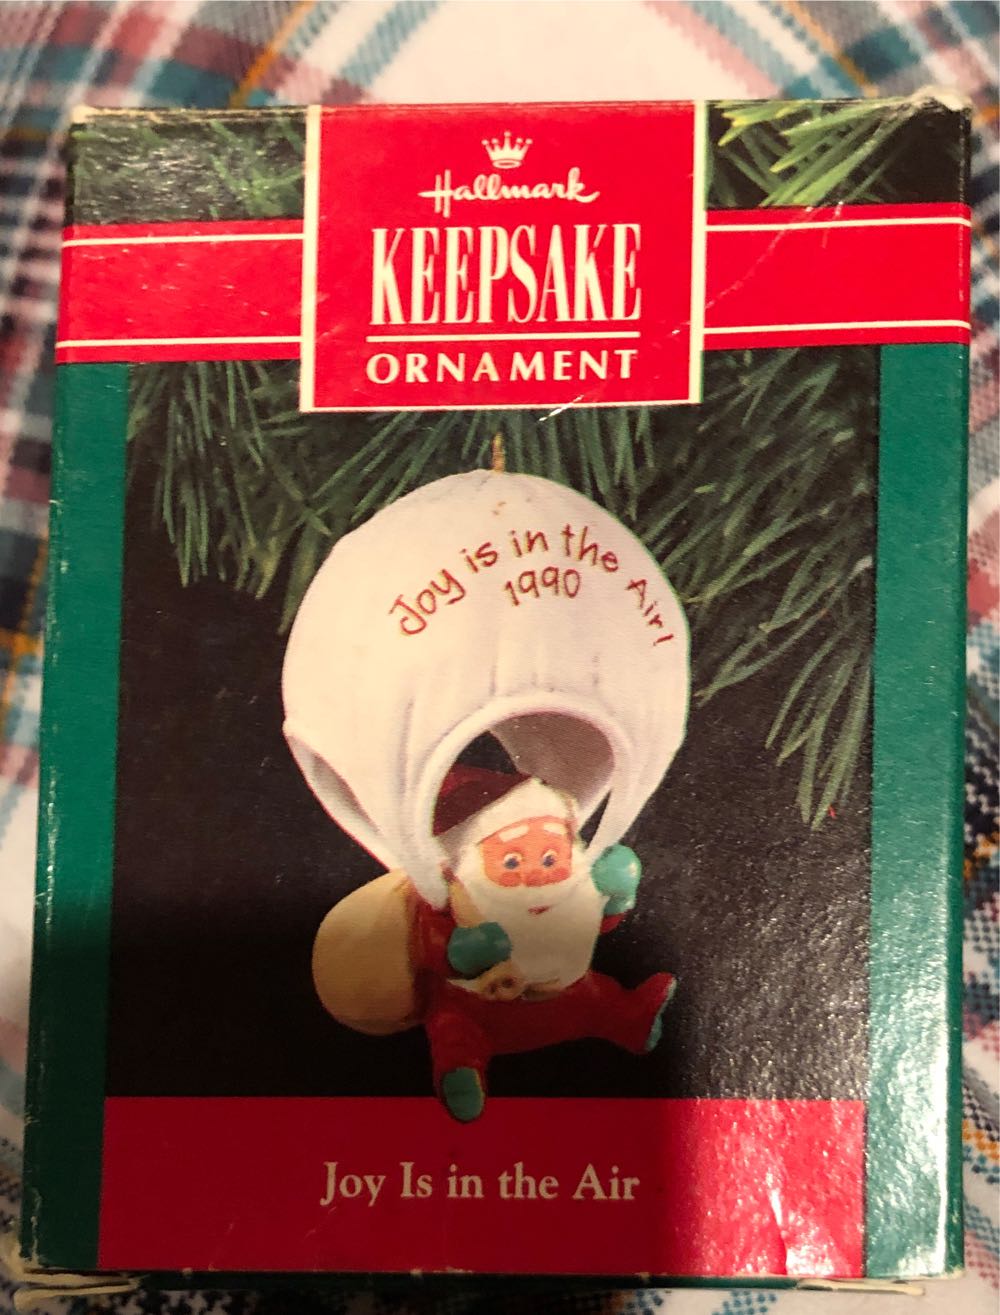 Hallmark
KEEPSAKE
ORNAMENT
Joy is in the Air!
1990
Joy Is in the Air